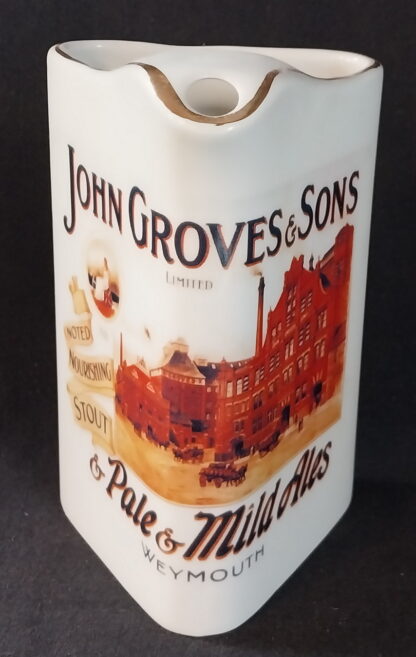 JOHN GROVES & SONS
LIMITED
NOTED
NOURISHING
STOUT
& Pale & Mild Ales
WEYMOUTH